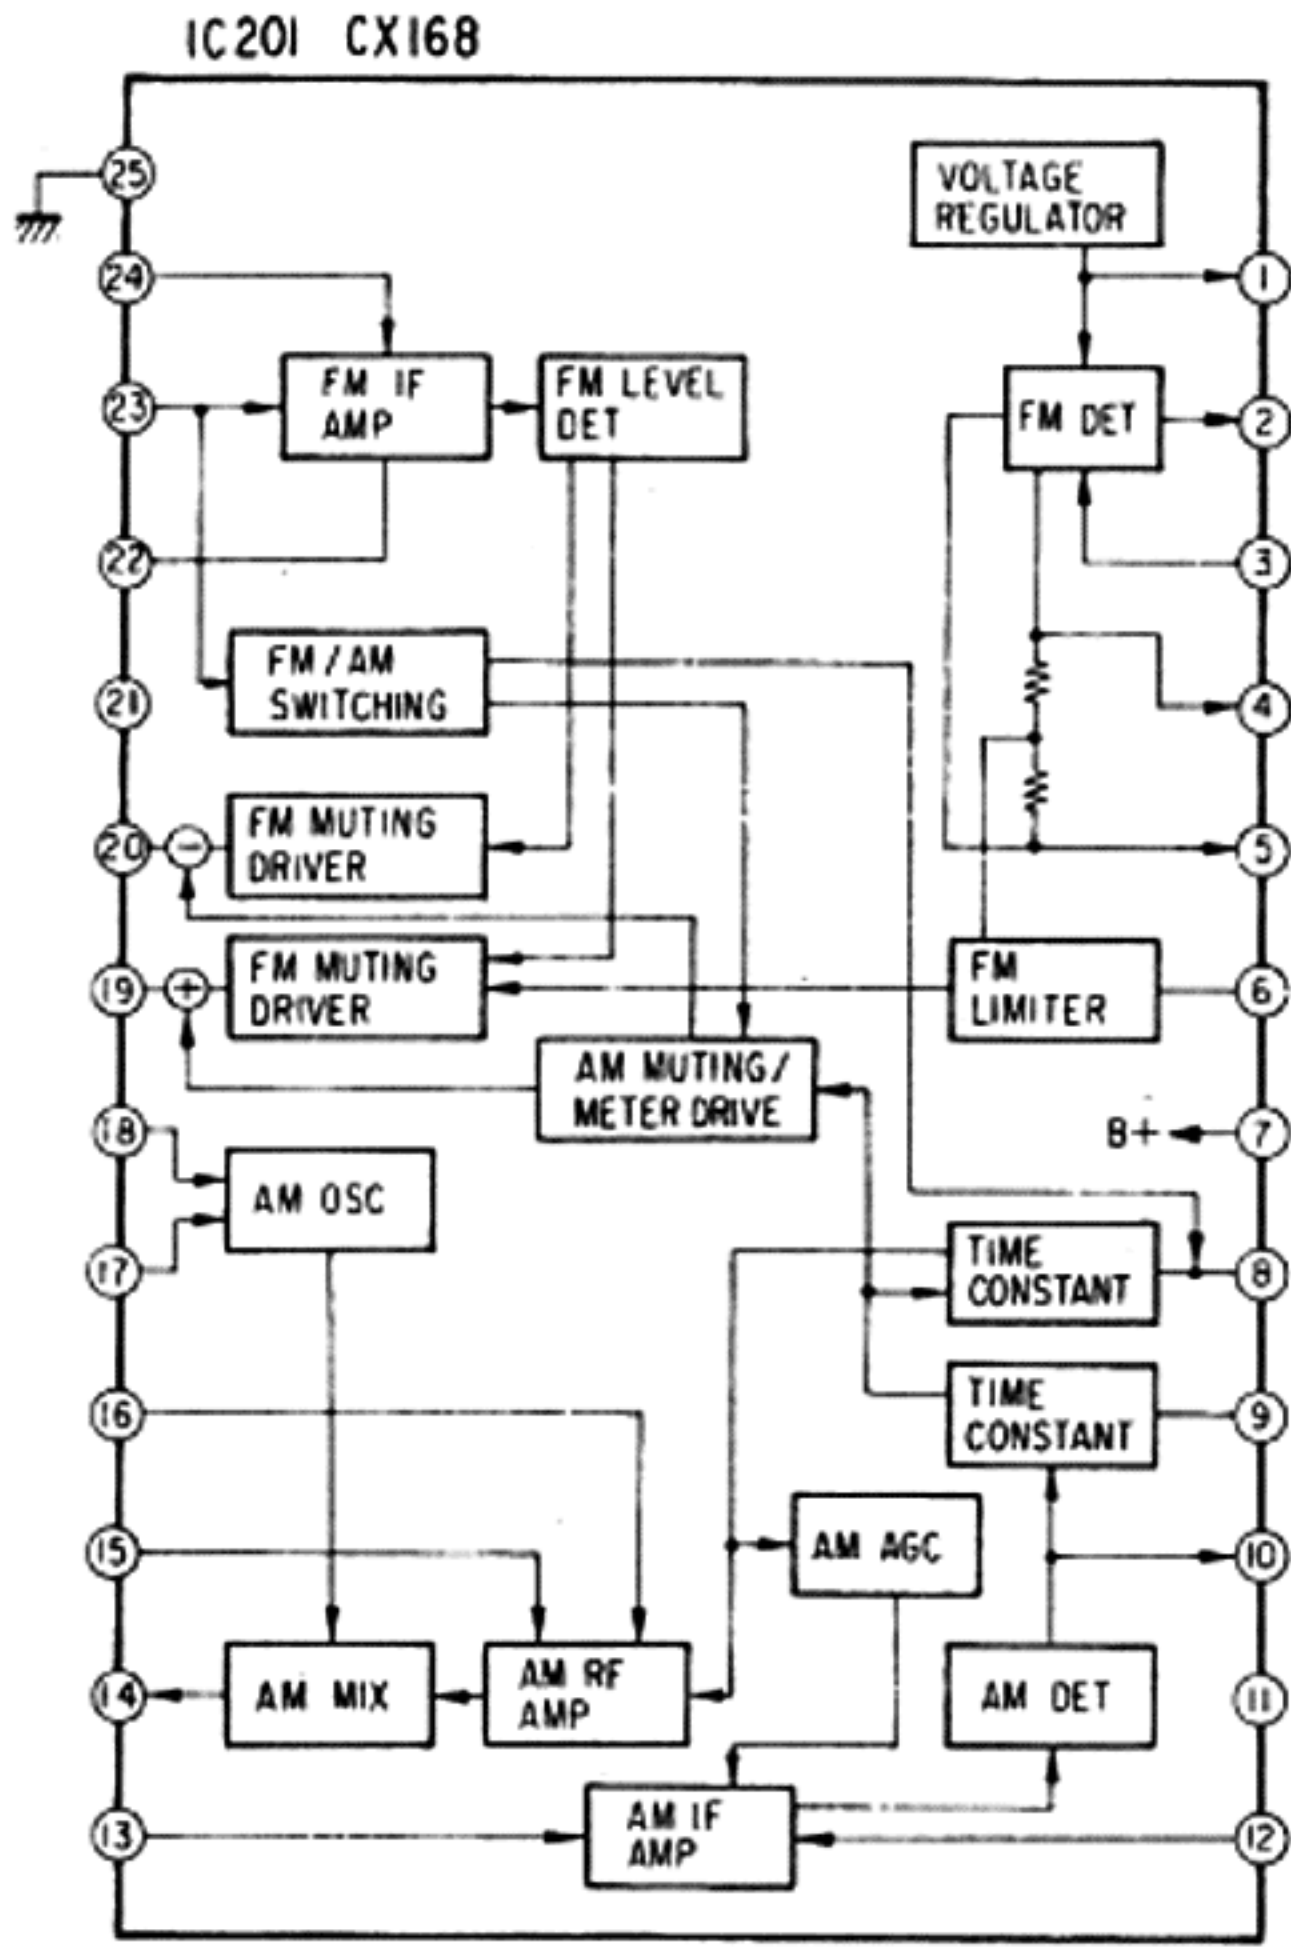 IC201 CX168
25
24
23
22
21
20
19
18
17
16
15
14
13
VOLTAGE
REGULATOR
1
FM IF
AMP
FM LEVEL
DET
FM DET
2
3
FM / AM
SWITCHING
4
FM MUTING
DRIVER
−
5
FM MUTING
DRIVER
+
FM
LIMITER
6
AM MUTING /
METER DRIVE
B+
7
AM OSC
TIME
CONSTANT
8
TIME
CONSTANT
9
AM AGC
10
AM MIX
AM RF
AMP
AM DET
11
AM IF
AMP
12